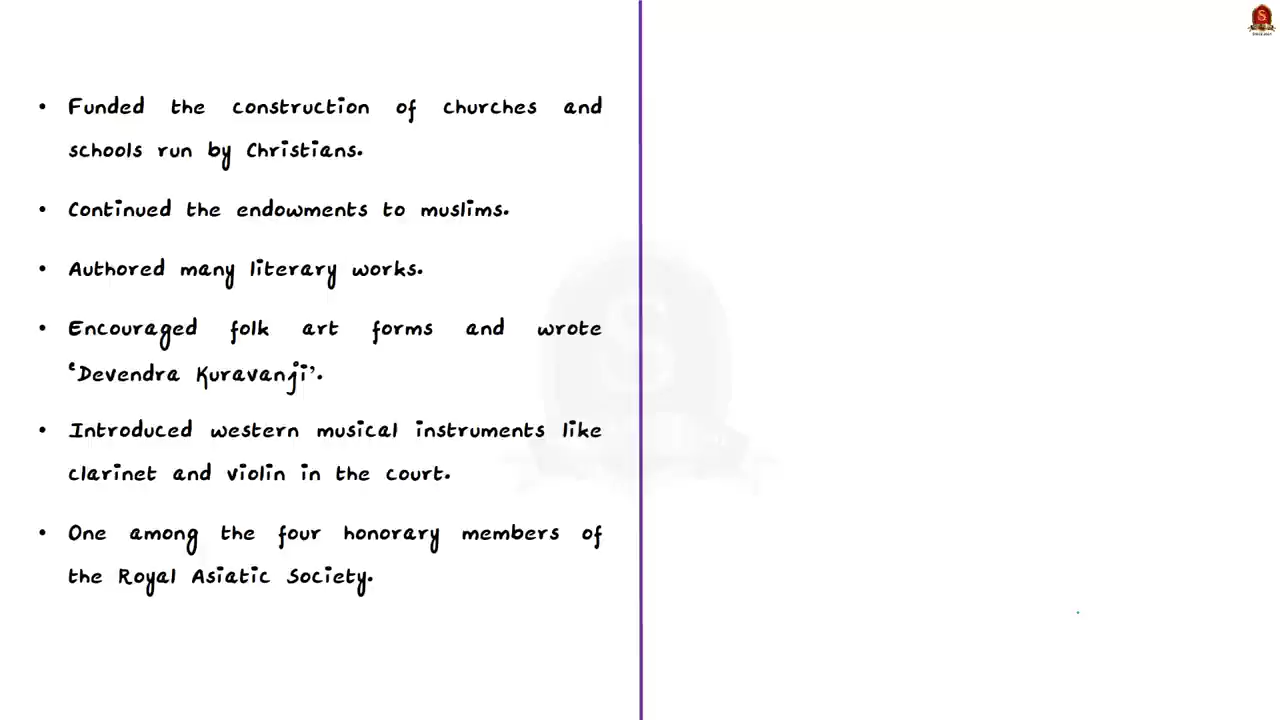 • Funded the construction of churches and
schools run by Christians.
• Continued the endowments to muslims.
• Authored many literary works.
• Encouraged folk art forms and wrote
‘Devendra Kuravanji’.
• Introduced western musical instruments like
clarinet and violin in the court.
• One among the four honorary members of
the Royal Asiatic Society.